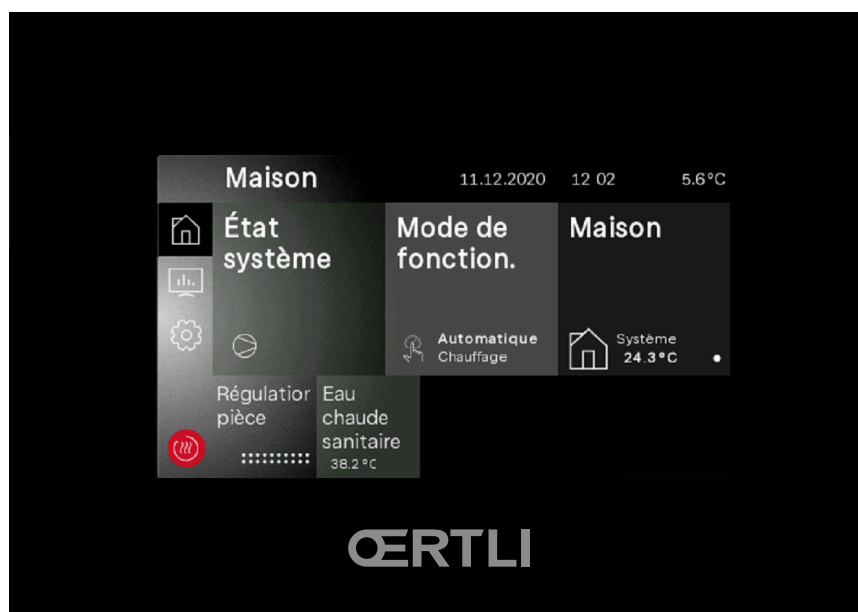 Maison 11.12.2020 12 02 5.6°C
État
système
Mode de
fonction.
Automatique
Chauffage
Maison
Système
24.3°C
Régulation
pièce
Eau
chaude
sanitaire
38.2°C
ŒRTLI